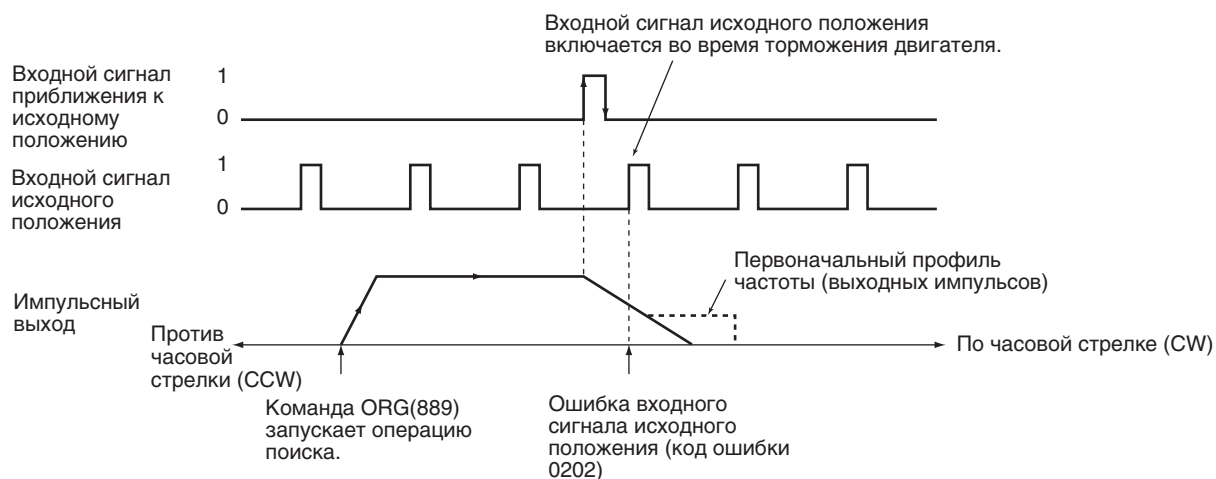 Входной сигнал исходного положения
включается во время торможения двигателя.
Входной сигнал
приближения к
исходному
положению
1
0
Входной сигнал
исходного
положения
1
0
Первоначальный профиль
частоты (выходных импульсов)
Импульсный
выход
Против
часовой
стрелки (CCW)
По часовой стрелке (CW)
Команда ORG(889)
запускает операцию
поиска.
Ошибка входного
сигнала исходного
положения (код ошибки
0202)